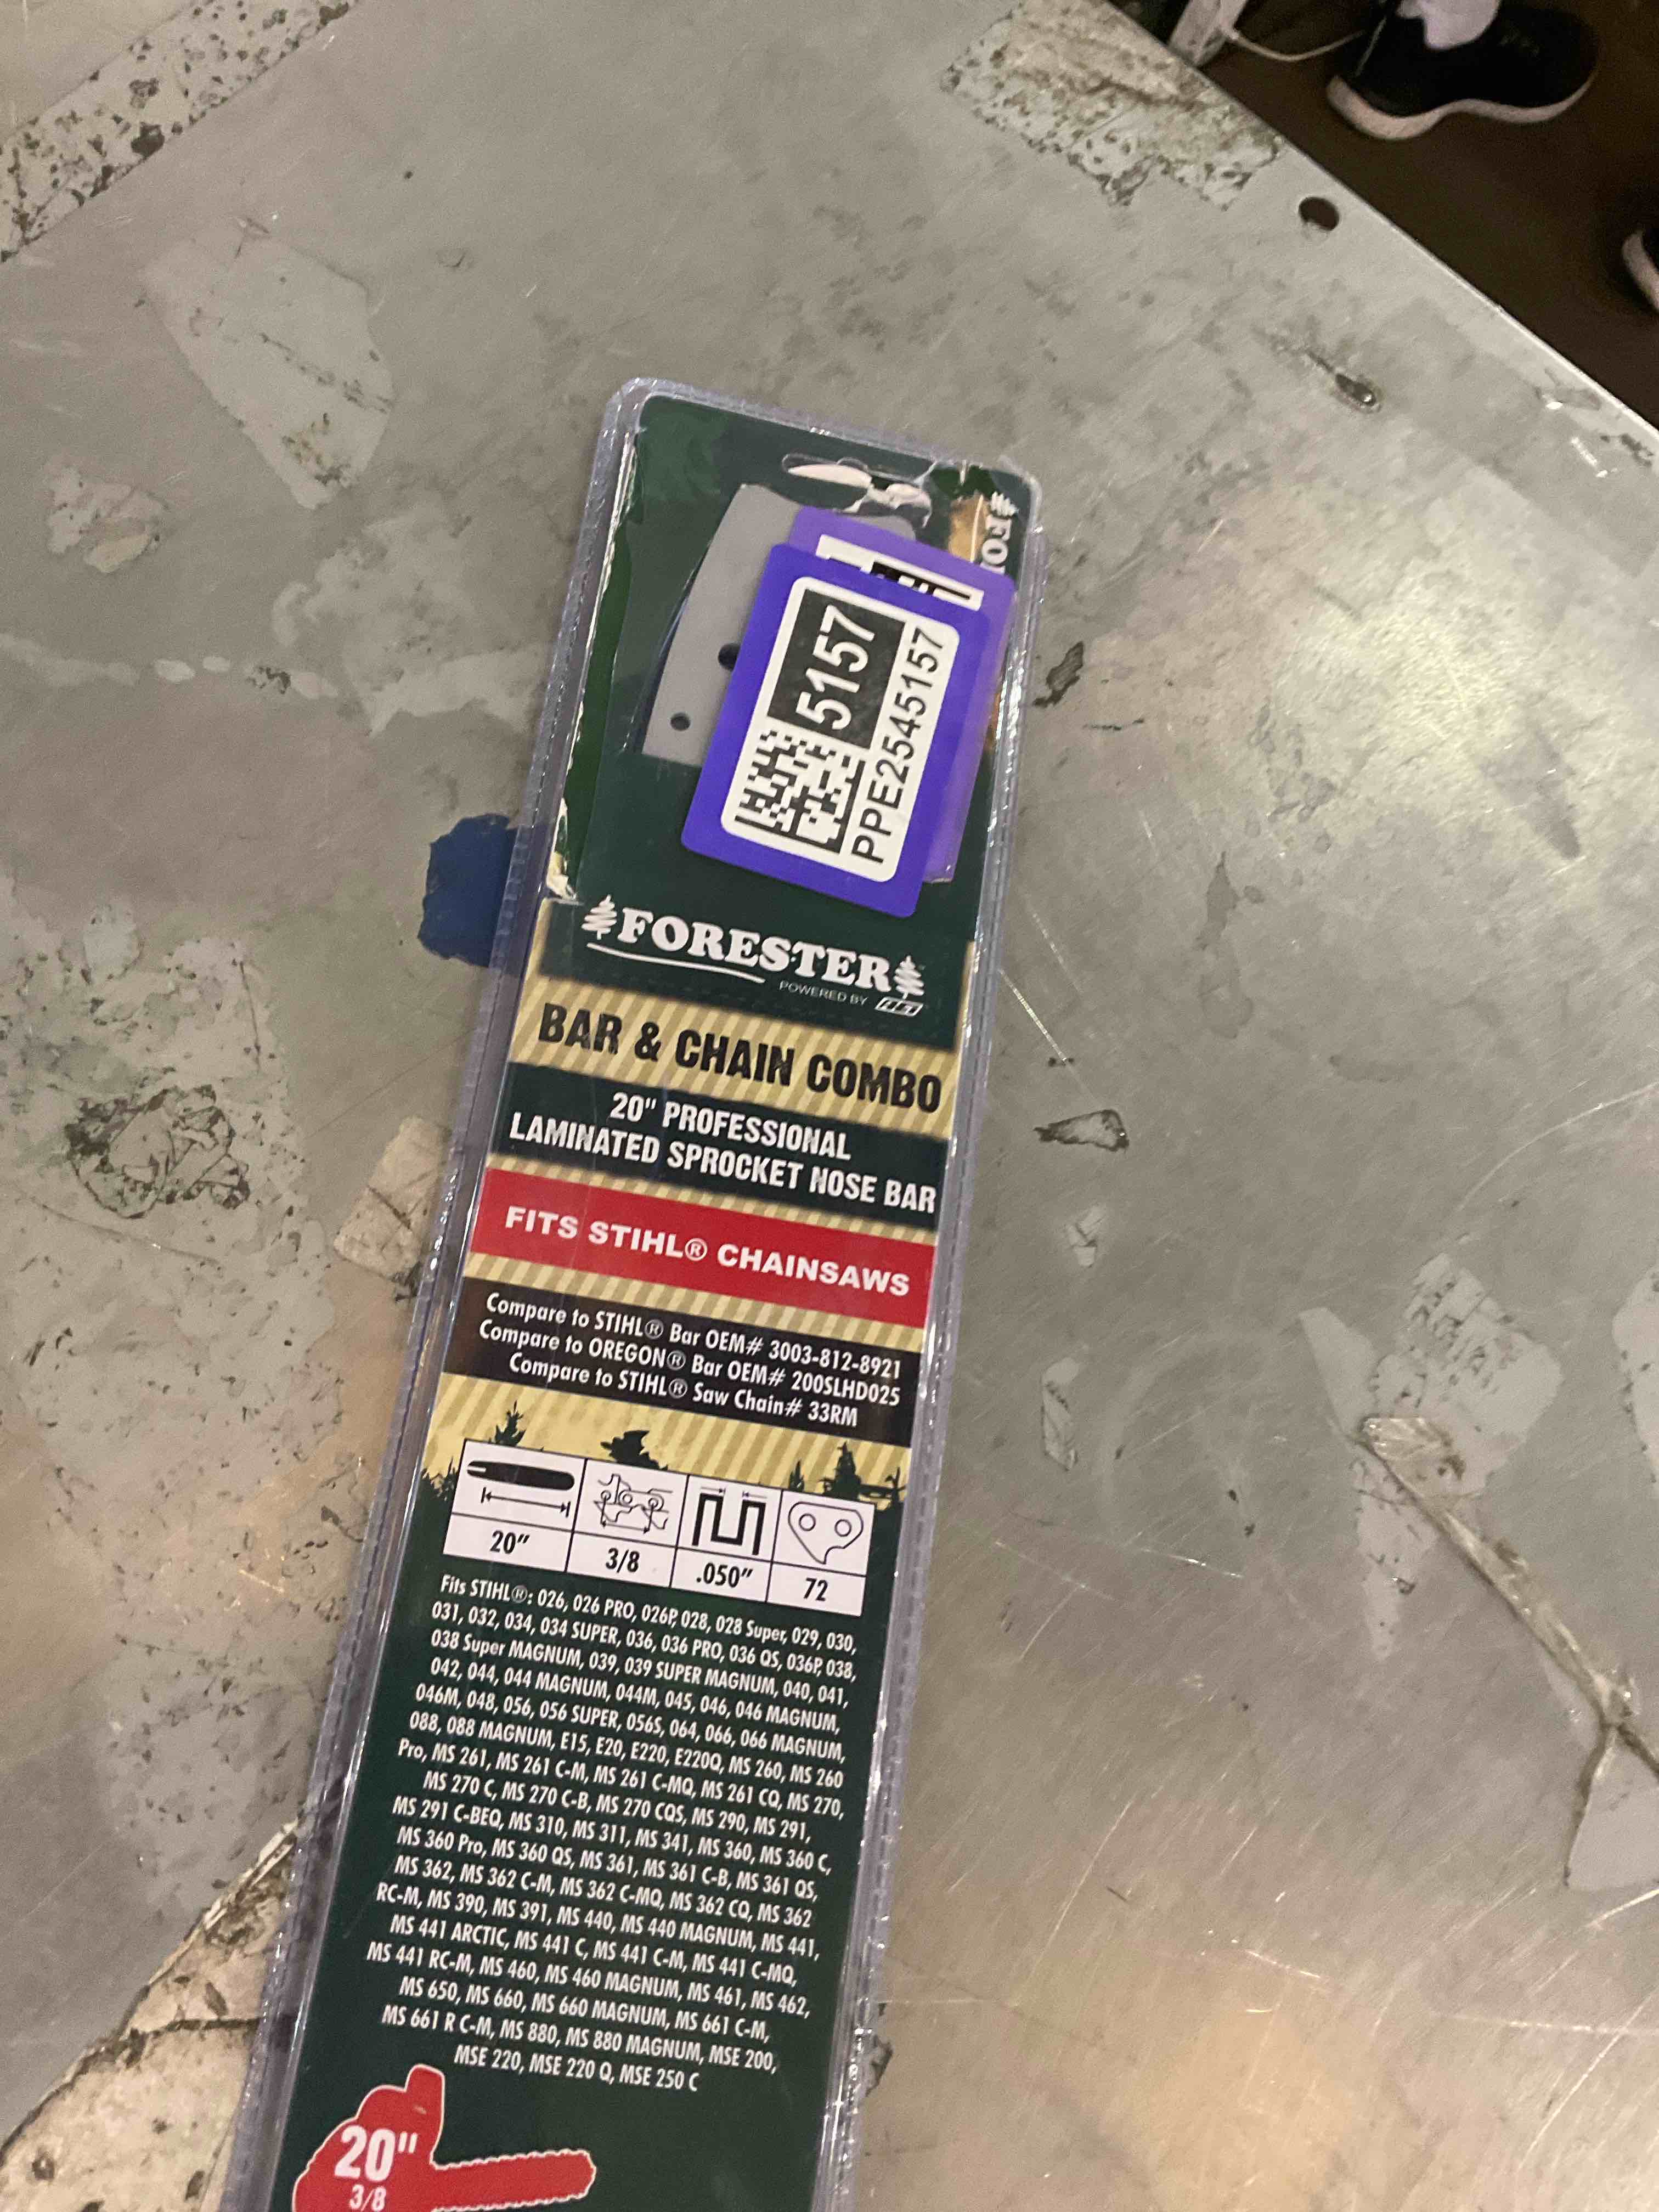 FO
5157
PPE2545157
FORESTER
POWERED BY
BAR & CHAIN COMBO
20" PROFESSIONAL
LAMINATED SPROCKET NOSE BAR
FITS STIHL® CHAINSAWS
Compare to STIHL® Bar OEM# 3003-812-8921
Compare to OREGON® Bar OEM# 200SLHD025
Compare to STIHL® Saw Chain# 33RM
20" 3/8 .050" 72
Fits STIHL®: 026, 026 PRO, 026P, 028, 028 Super, 029, 030,
031, 032, 034, 034 SUPER, 036, 036 PRO, 036 QS, 036P, 038,
038 Super MAGNUM, 039, 039 SUPER MAGNUM, 040, 041,
042, 044, 044 MAGNUM, 044M, 045, 046, 046 MAGNUM,
046M, 048, 056, 056 SUPER, 056S, 064, 066, 066 MAGNUM,
088, 088 MAGNUM, E15, E20, E220, E220Q, MS 260, MS 260
Pro, MS 261, MS 261 C-M, MS 261 C-MQ, MS 261 CQ, MS 270,
MS 270 C, MS 270 C-B, MS 270 CQS, MS 290, MS 291,
MS 291 C-BEQ, MS 310, MS 311, MS 341, MS 360, MS 360 C,
MS 360 Pro, MS 360 QS, MS 361, MS 361 C-B, MS 361 QS,
MS 362, MS 362 C-M, MS 362 C-MQ, MS 362 CQ, MS 362
RC-M, MS 390, MS 391, MS 440, MS 440 MAGNUM, MS 441,
MS 441 ARCTIC, MS 441 C, MS 441 C-M, MS 441 C-MQ,
MS 441 RC-M, MS 460, MS 460 MAGNUM, MS 461, MS 462,
MS 650, MS 660, MS 660 MAGNUM, MS 661 C-M,
MS 661 R C-M, MS 880, MS 880 MAGNUM, MSE 200,
MSE 220, MSE 220 Q, MSE 250 C
20"
3/8